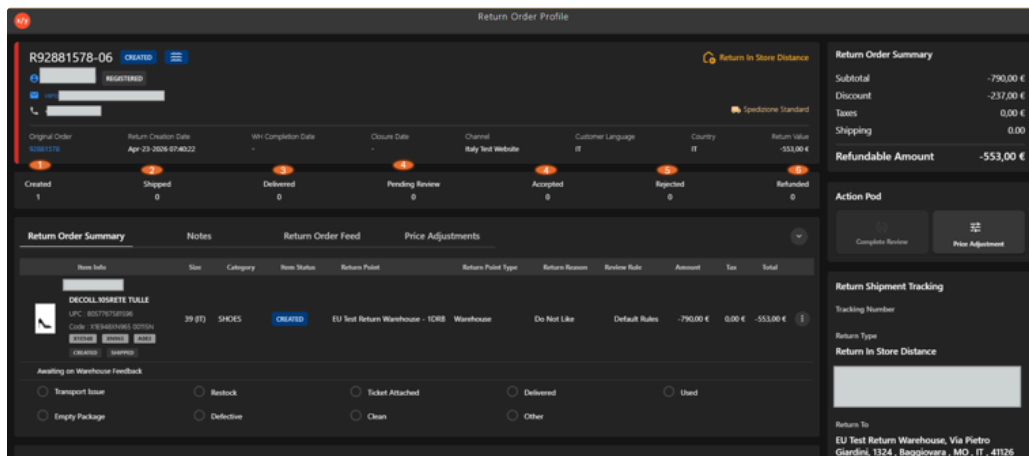 x/y
Return Order Profile
R92881578-06 CREATED
Return In Store Distance
REGISTERED
Spedizione Standard
Original Order Return Creation Date WH Completion Date Closure Date Channel Customer Language Country Return Value
92881578 Apr-23-2026 07:40:22 - - Italy Test Website IT IT -553,00 €
1 2 3 4 4 5 6
Created Shipped Delivered Pending Review Accepted Rejected Refunded
1 0 0 0 0 0 0
Return Order Summary Notes Return Order Feed Price Adjustments
Item Info Size Category Item Status Return Point Return Point Type Return Reason Review Rule Amount Tax Total
DECOLL.105RETE TULLE
UPC : 8057767581596
39 (IT) SHOES CREATED EU Test Return Warehouse - 1DRB Warehouse Do Not Like Default Rules -790,00 € 0,00 € -553,00 €
CREATED SHIPPED
Awaiting on Warehouse Feedback
Transport Issue Restock Ticket Attached Delivered Used
Empty Package Defective Clean Other
Return Order Summary
Subtotal -790,00 €
Discount -237,00 €
Taxes 0,00 €
Shipping 0.00
Refundable Amount -553,00 €
Action Pod
Complete Review Price Adjustment
Return Shipment Tracking
Tracking Number
Return Type
Return In Store Distance
Return To
EU Test Return Warehouse, Via Pietro
Giardini, 1324 , Baggiovara , MO , IT , 41126